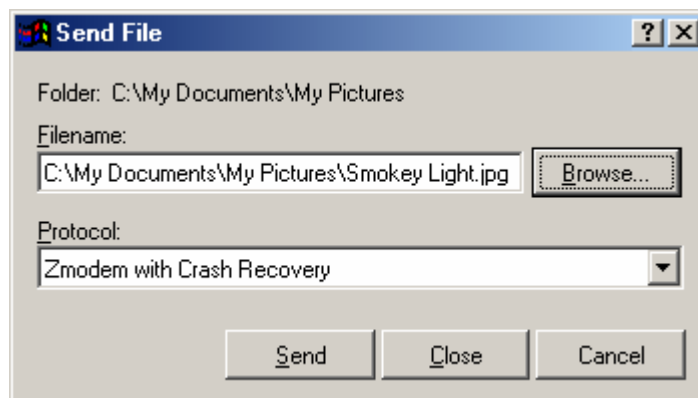 Send File
Folder: C:\My Documents\My Pictures
Filename:
C:\My Documents\My Pictures\Smokey Light.jpg Browse...
Protocol:
Zmodem with Crash Recovery
Send Close Cancel